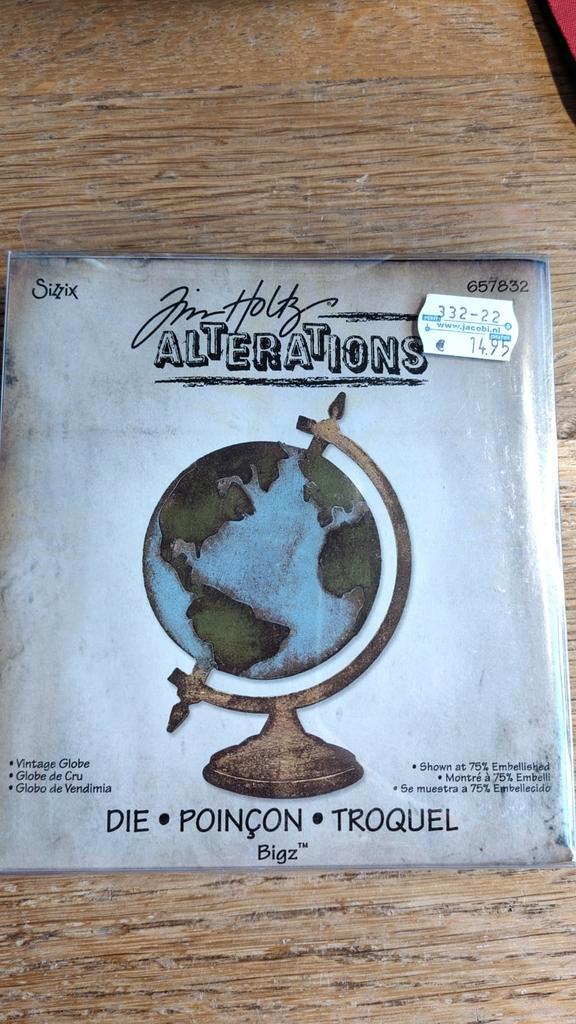 Sizzix
657832
Tim Holtz
ALTERATIONS
332-22
www.jacobi.nl
€ 14.95
• Vintage Globe
• Globe de Cru
• Globo de Vendimia
• Shown at 75% Embellished
• Montré à 75% Embelli
• Se muestra a 75% Embellecido
DIE • POINÇON • TROQUEL
Bigz™